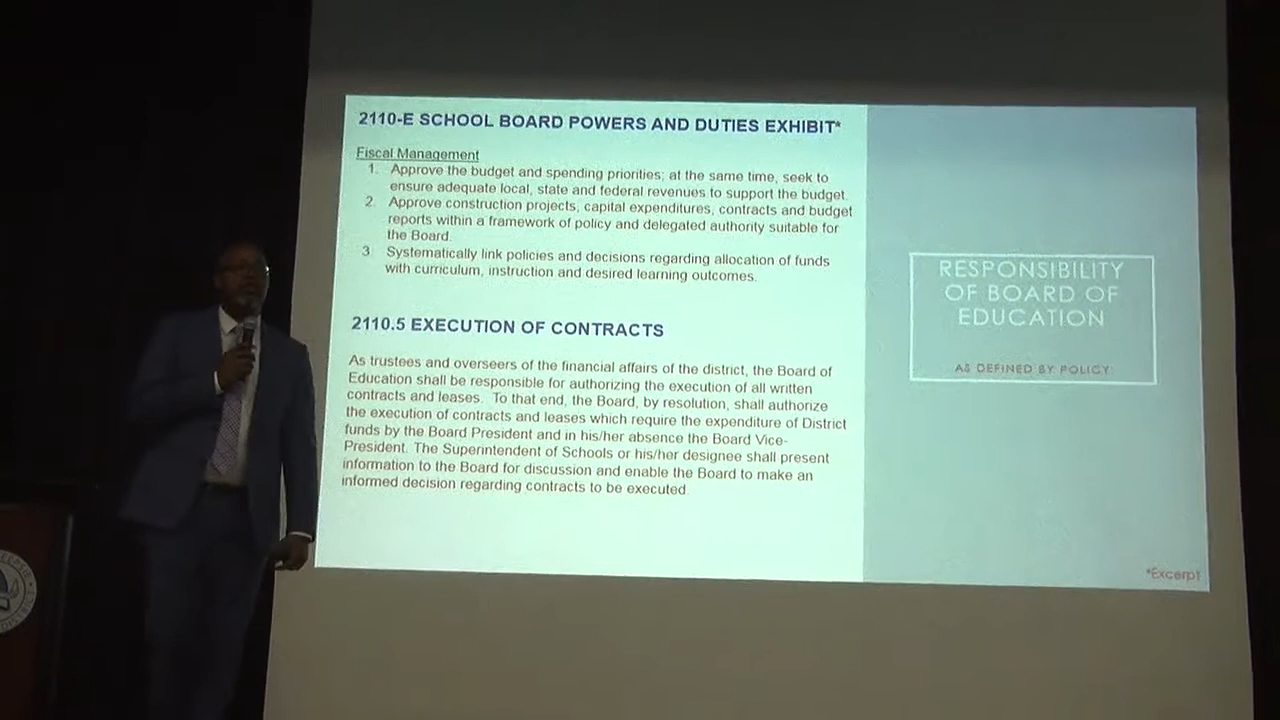 2110-E SCHOOL BOARD POWERS AND DUTIES EXHIBIT*
Fiscal Management
1. Approve the budget and spending priorities; at the same time, seek to
ensure adequate local, state and federal revenues to support the budget.
2. Approve construction projects, capital expenditures, contracts and budget
reports within a framework of policy and delegated authority suitable for
the Board.
3. Systematically link policies and decisions regarding allocation of funds
with curriculum, instruction and desired learning outcomes.
2110.5 EXECUTION OF CONTRACTS
As trustees and overseers of the financial affairs of the district, the Board of
Education shall be responsible for authorizing the execution of all written
contracts and leases. To that end, the Board, by resolution, shall authorize
the execution of contracts and leases which require the expenditure of District
funds by the Board President and in his/her absence the Board Vice-
President. The Superintendent of Schools or his/her designee shall present
information to the Board for discussion and enable the Board to make an
informed decision regarding contracts to be executed.
RESPONSIBILITY
OF BOARD OF
EDUCATION
AS DEFINED BY POLICY
*Excerpt